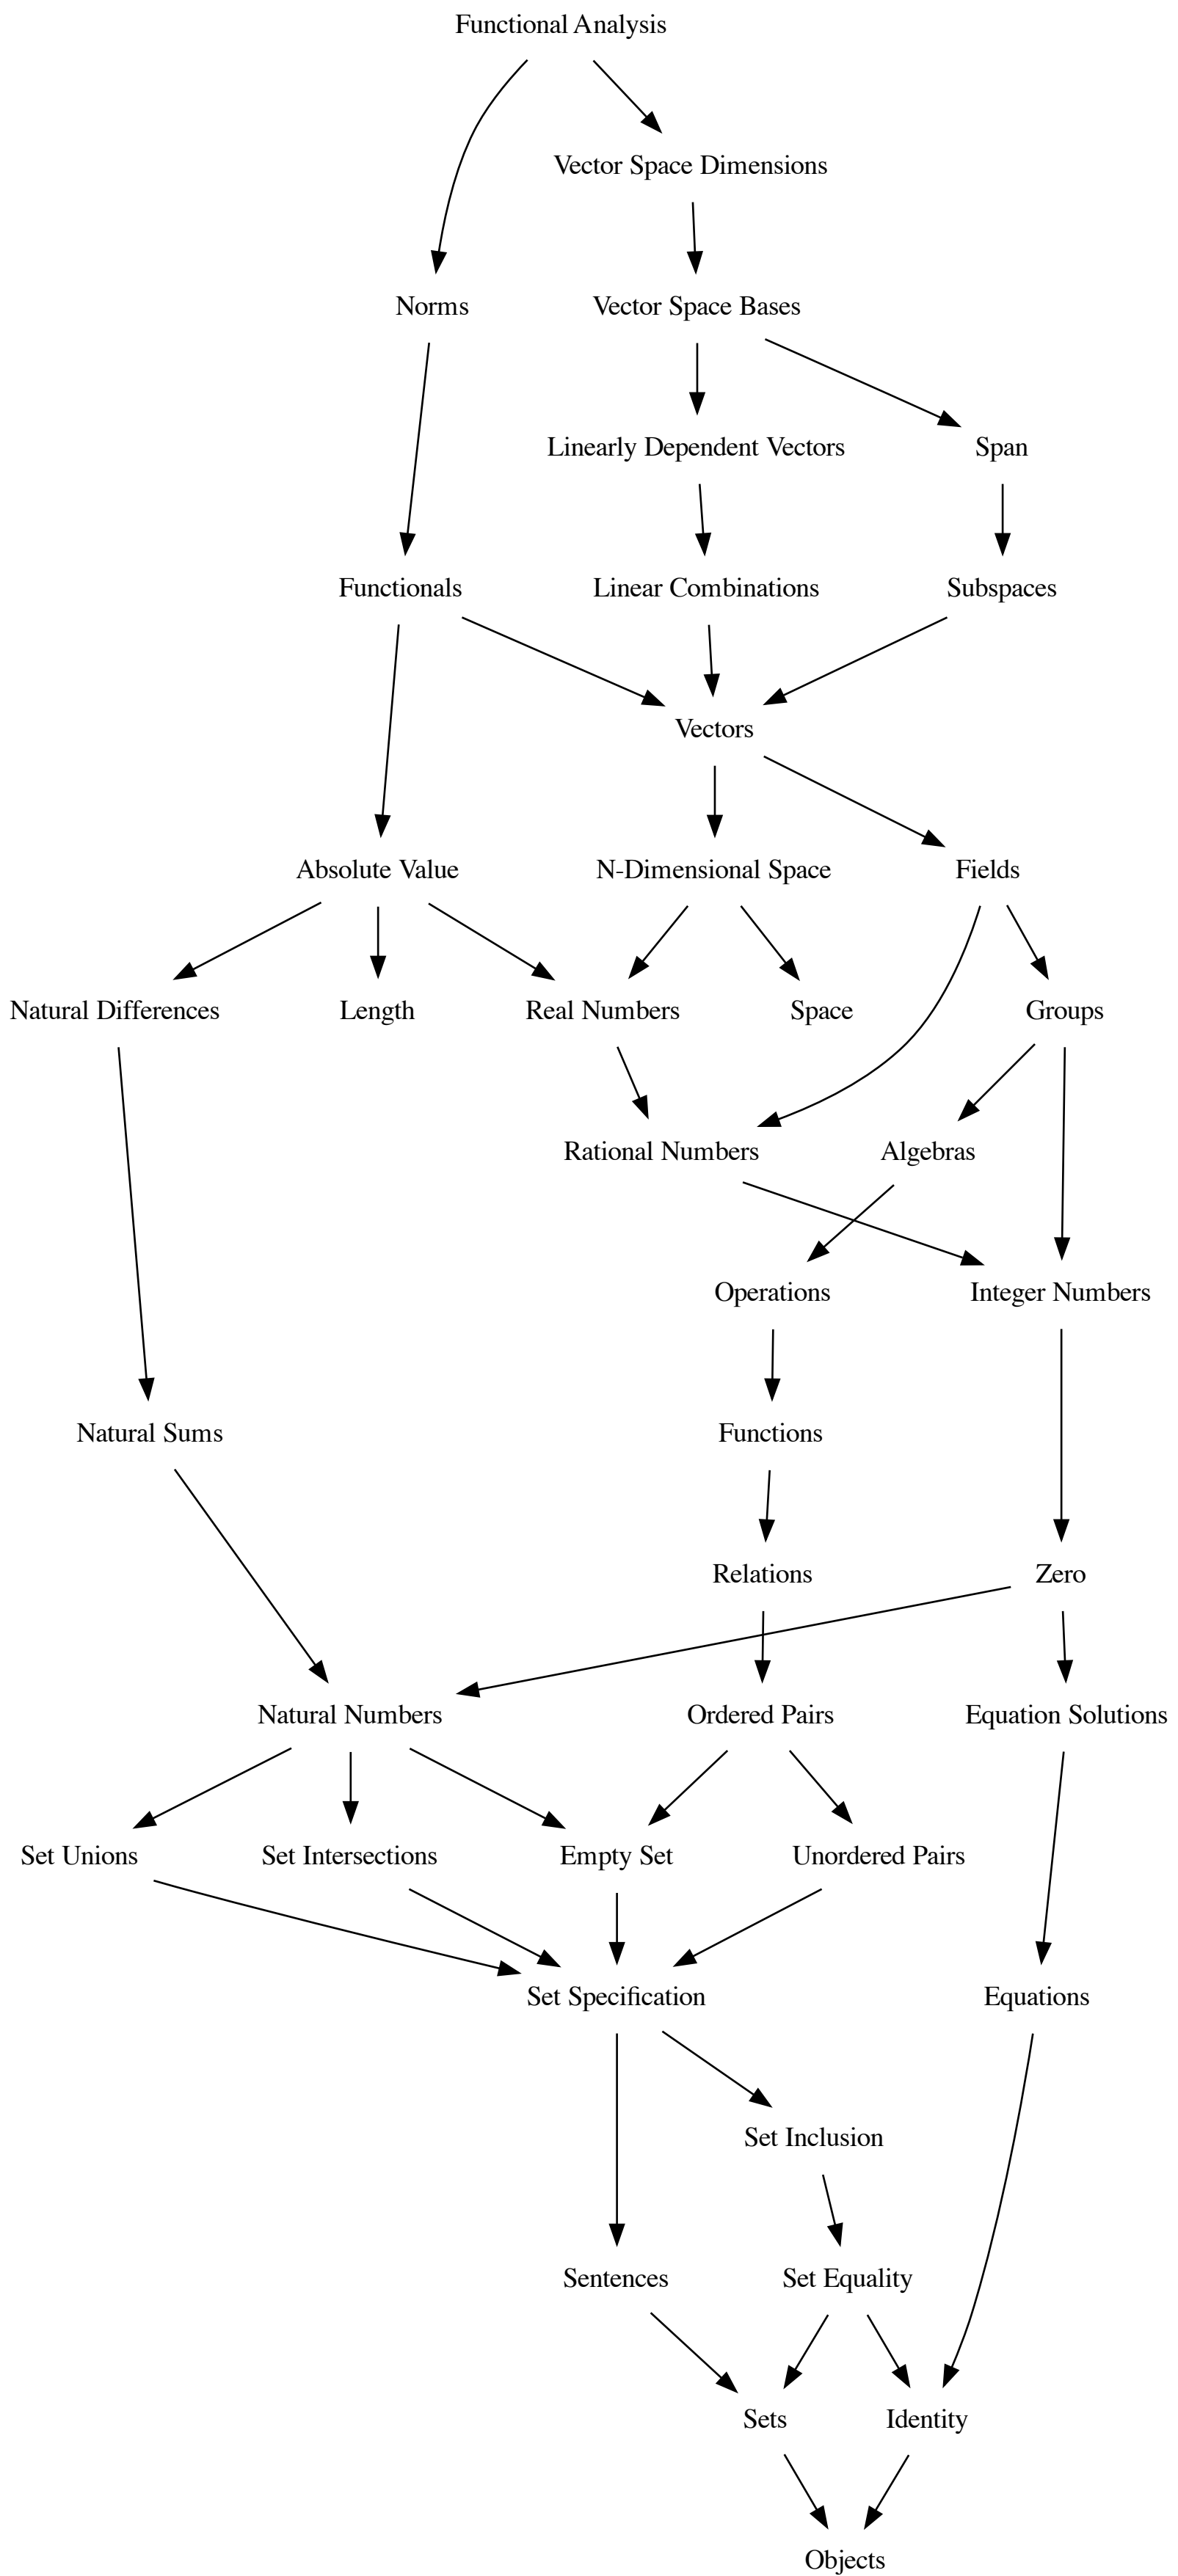 Functional Analysis
Vector Space Dimensions
Norms
Vector Space Bases
Linearly Dependent Vectors
Span
Functionals
Linear Combinations
Subspaces
Vectors
Absolute Value
N-Dimensional Space
Fields
Natural Differences
Length
Real Numbers
Space
Groups
Rational Numbers
Algebras
Operations
Integer Numbers
Natural Sums
Functions
Relations
Zero
Natural Numbers
Ordered Pairs
Equation Solutions
Set Unions
Set Intersections
Empty Set
Unordered Pairs
Set Specification
Equations
Set Inclusion
Sentences
Set Equality
Sets
Identity
Objects